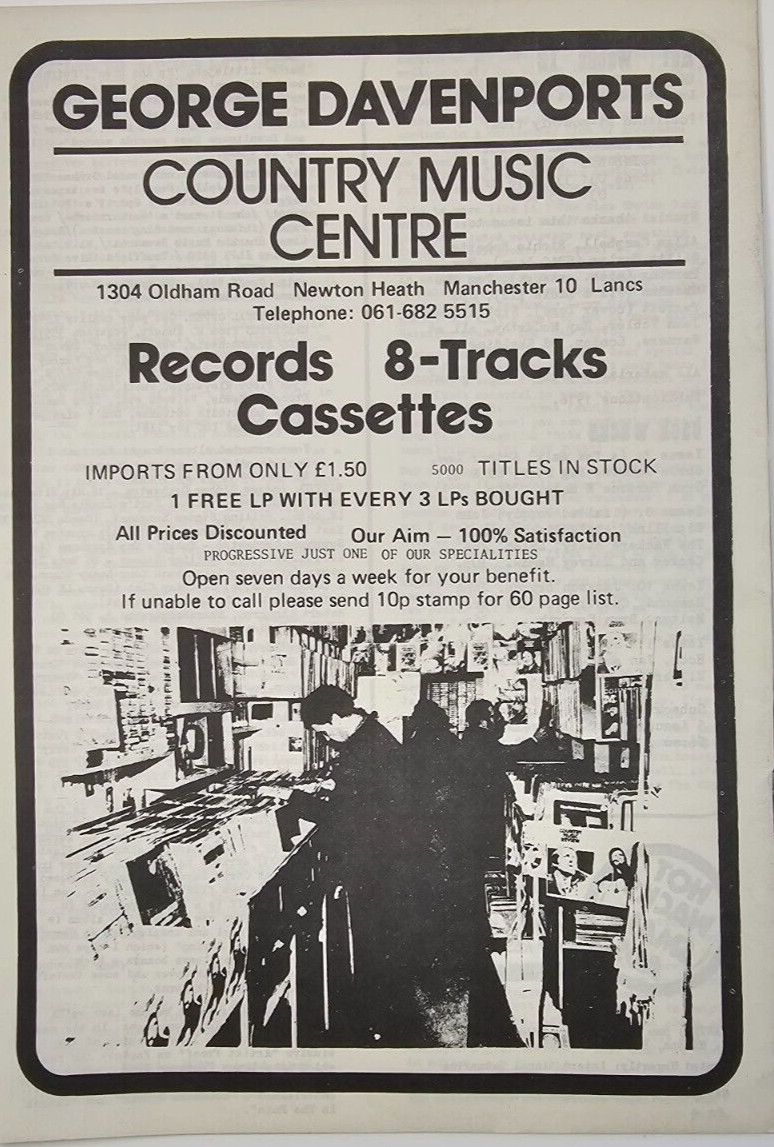 GEORGE DAVENPORTS
COUNTRY MUSIC
CENTRE
1304 Oldham Road Newton Heath Manchester 10 Lancs
Telephone: 061-682 5515
Records 8-Tracks
Cassettes
IMPORTS FROM ONLY £1.50 5000 TITLES IN STOCK
1 FREE LP WITH EVERY 3 LPs BOUGHT
All Prices Discounted Our Aim — 100% Satisfaction
PROGRESSIVE JUST ONE OF OUR SPECIALITIES
Open seven days a week for your benefit.
If unable to call please send 10p stamp for 60 page list.
COUNTRY
MUSIC
REVIEW